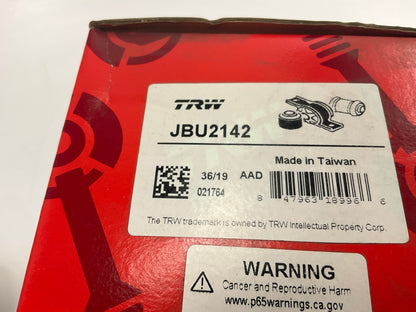 TRW
JBU2142
Made in Taiwan
36/19 AAD
021764
8 47963 18996 6
The TRW trademark is owned by TRW Intellectual Property Corp.
WARNING
Cancer and Reproductive Harm
www.p65warnings.ca.gov